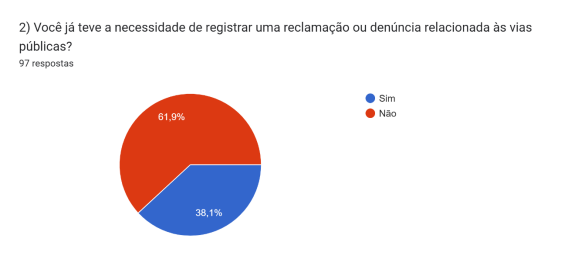 2) Você já teve a necessidade de registrar uma reclamação ou denúncia relacionada às vias
públicas?
97 respostas
Sim
Não
61,9%
38,1%